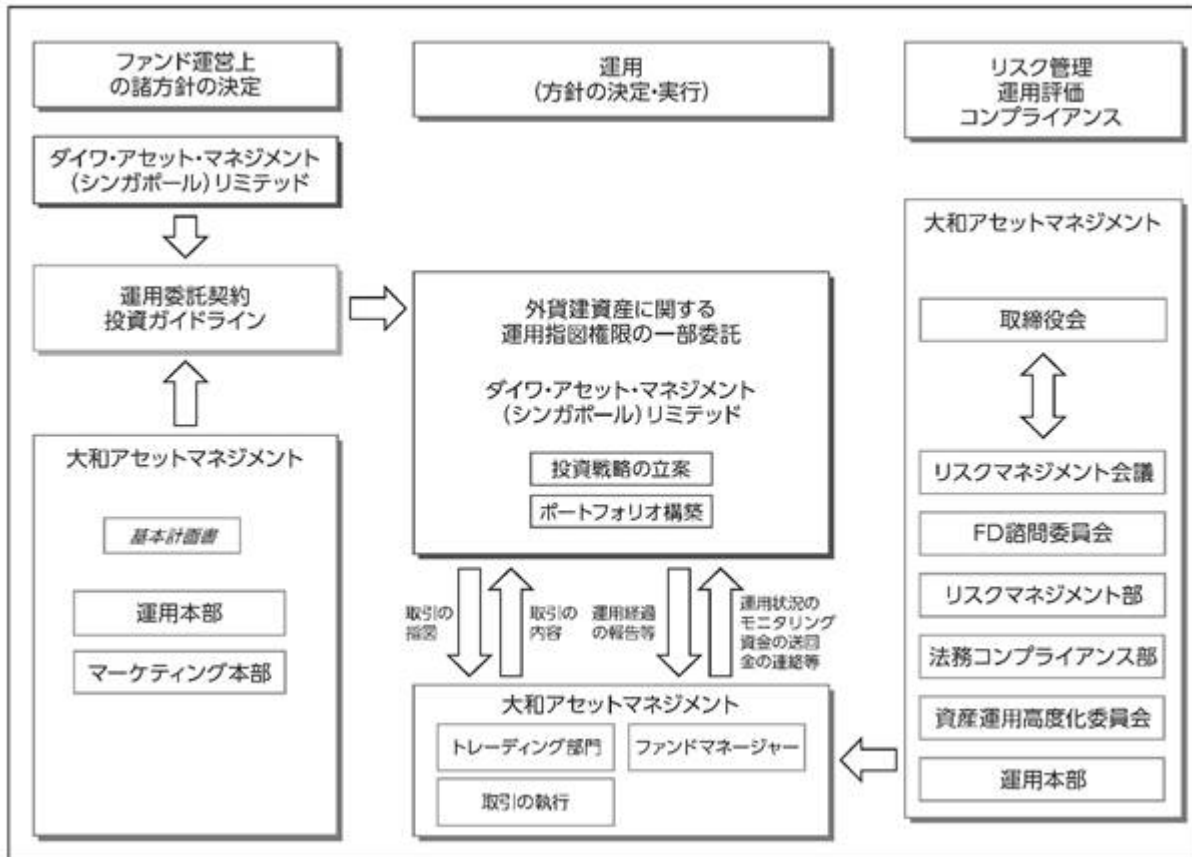 ファンド運営上
の諸方針の決定
ダイワ・アセット・マネジメント
(シンガポール)リミテッド
運用委託契約
投資ガイドライン
大和アセットマネジメント
基本計画書
運用本部
マーケティング本部
運用
(方針の決定・実行)
外貨建資産に関する
運用指図権限の一部委託
ダイワ・アセット・マネジメント
(シンガポール)リミテッド
投資戦略の立案
ポートフォリオ構築
取引の
指図
取引の
内容
運用経過
の報告等
運用状況の
モニタリング
資金の送回
金の連絡等
大和アセットマネジメント
トレーディング部門
ファンドマネージャー
取引の執行
リスク管理
運用評価
コンプライアンス
大和アセットマネジメント
取締役会
リスクマネジメント会議
FD諮問委員会
リスクマネジメント部
法務コンプライアンス部
資産運用高度化委員会
運用本部